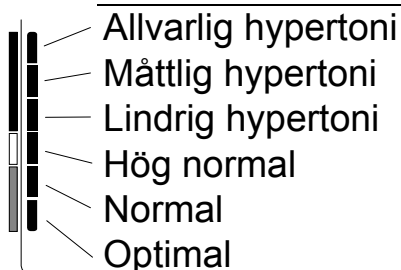 Allvarlig hypertoni
Måttlig hypertoni
Lindrig hypertoni
Hög normal
Normal
Optimal